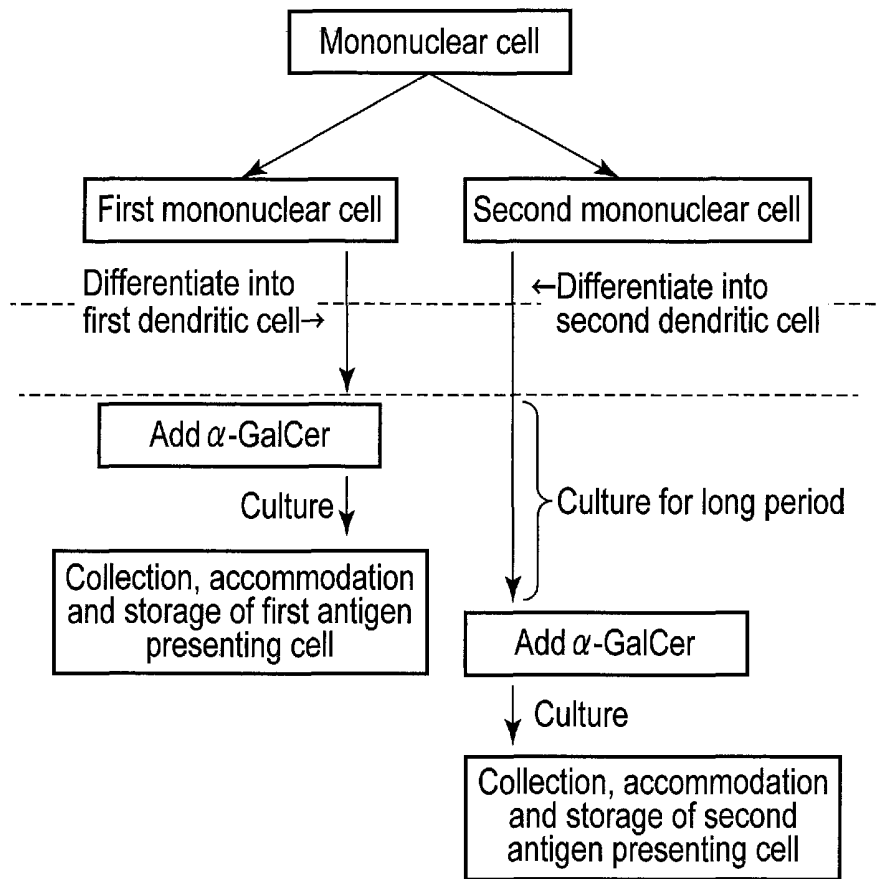 Mononuclear cell
First mononuclear cell
Second mononuclear cell
Differentiate into
first dendritic cell→
←Differentiate into
second dendritic cell
Add α-GalCer
Culture
Culture for long period
Collection, accommodation
and storage of first antigen
presenting cell
Add α-GalCer
Culture
Collection, accommodation
and storage of second
antigen presenting cell